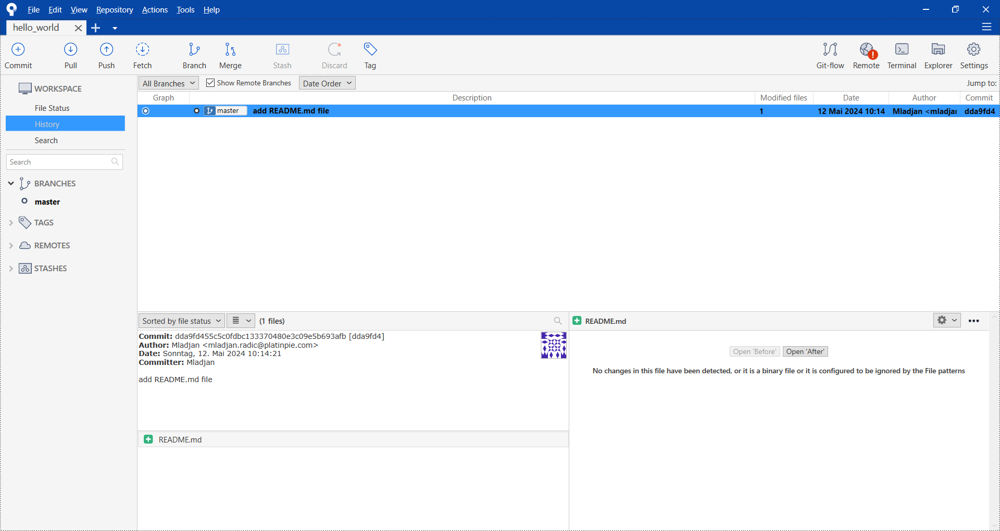 File Edit View Repository Actions Tools Help
hello_world
Commit Pull Push Fetch Branch Merge Stash Discard Tag Git-flow Remote Terminal Explorer Settings
WORKSPACE
File Status
History
Search
Search
BRANCHES
master
TAGS
REMOTES
STASHES
All Branches Show Remote Branches Date Order Jump to:
Graph Description Modified files Date Author Commit
master add README.md file 1 12 Mai 2024 10:14 Mladjan <mladjar dda9fd4
Sorted by file status (1 files)
Commit: dda9fd455c5c0fdbc133370480e3c09e5b693afb [dda9fd4]
Author: Mladjan <mladjan.radic@platinpie.com>
Date: Sonntag, 12. Mai 2024 10:14:21
Committer: Mladjan
add README.md file
README.md
README.md
Open 'Before' Open 'After'
No changes in this file have been detected, or it is a binary file or it is configured to be ignored by the File patterns